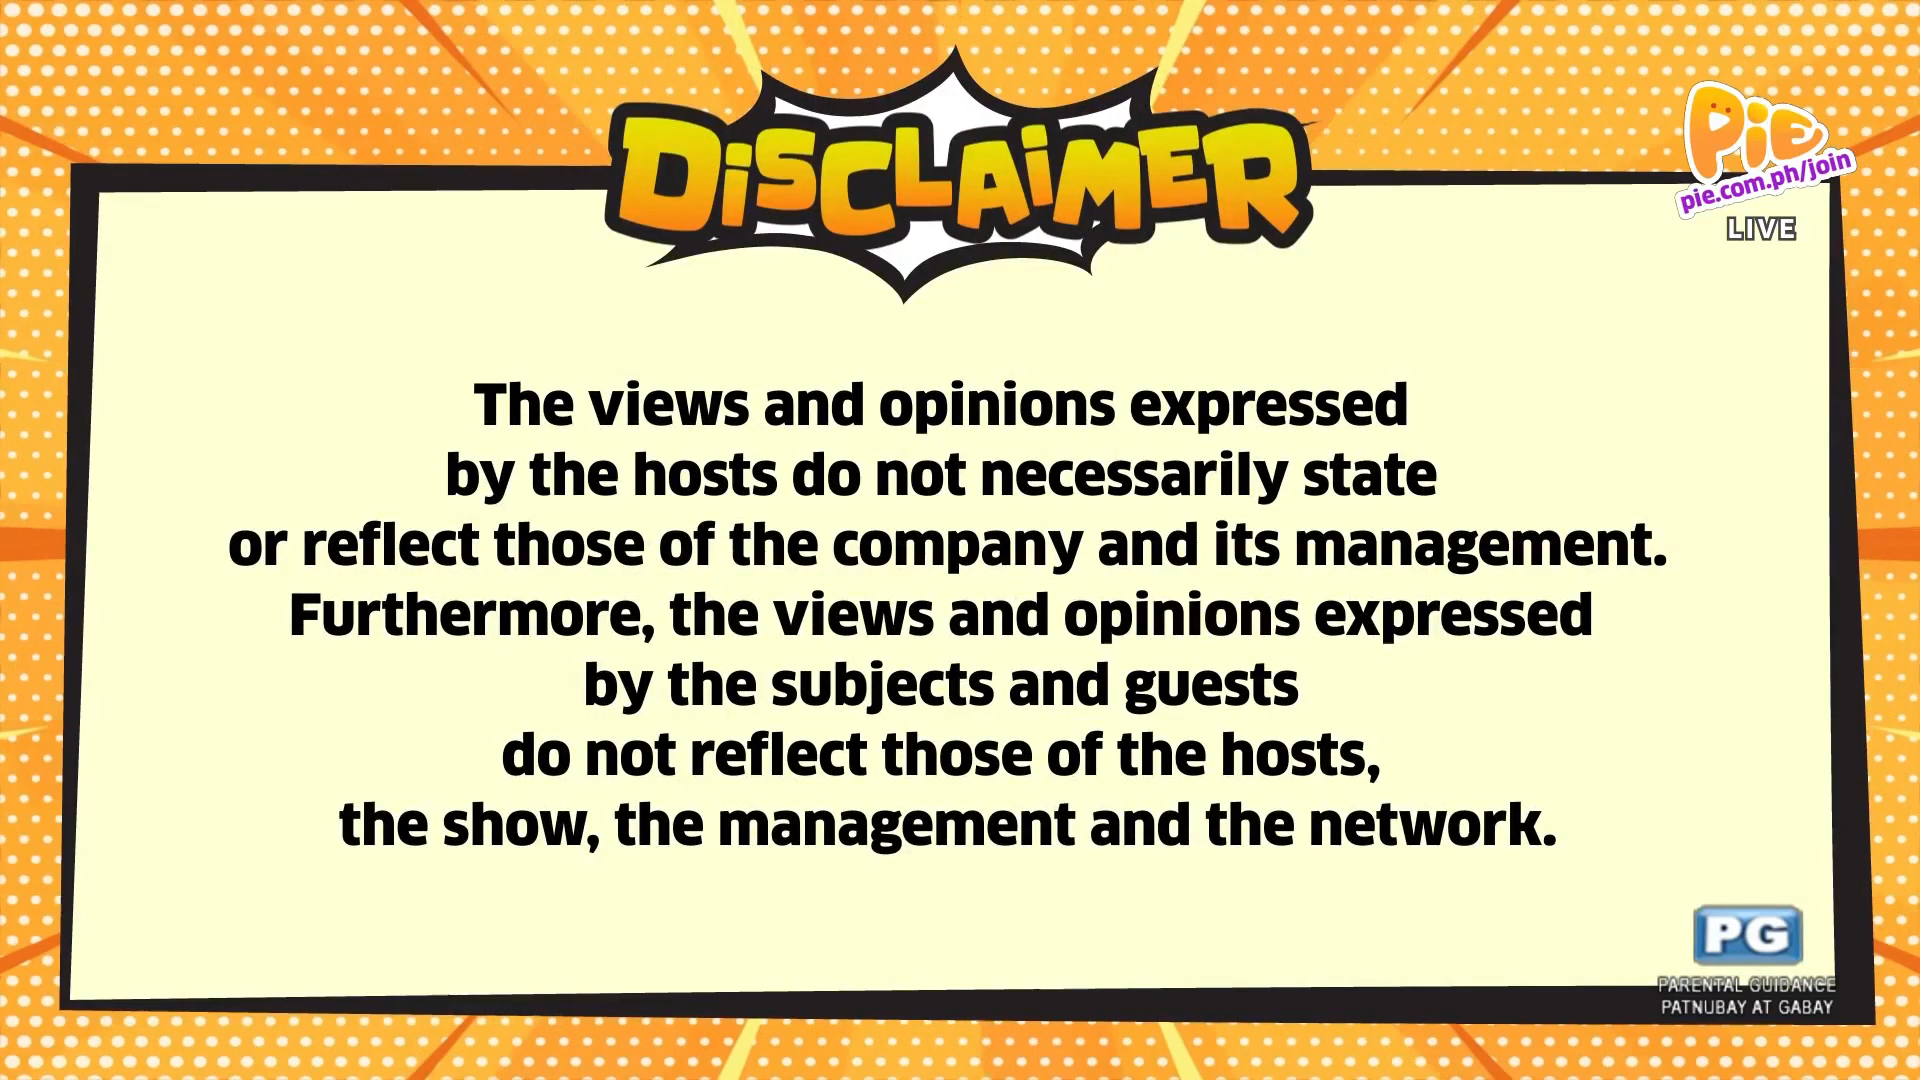 DiSCLAiMER
Pie
pie.com.ph/join
LIVE
The views and opinions expressed
by the hosts do not necessarily state
or reflect those of the company and its management.
Furthermore, the views and opinions expressed
by the subjects and guests
do not reflect those of the hosts,
the show, the management and the network.
PG
PARENTAL GUIDANCE
PATNUBAY AT GABAY